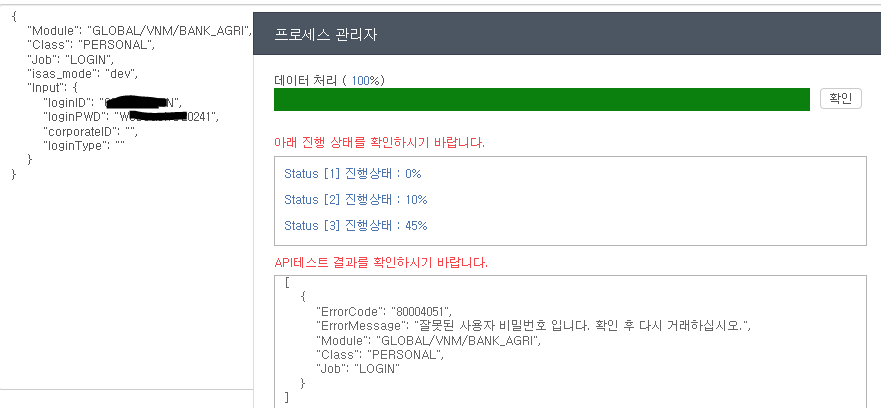 {
"Module": "GLOBAL/VNM/BANK_AGRI",
"Class": "PERSONAL",
"Job": "LOGIN",
"isas_mode": "dev",
"Input": {
"loginID": "N",
"loginPWD": "0241",
"corporateID": "",
"loginType": ""
}
}
프로세스 관리자
데이터 처리 ( 100%)
확인
아래 진행 상태를 확인하시기 바랍니다.
Status [1] 진행상태 : 0%
Status [2] 진행상태 : 10%
Status [3] 진행상태 : 45%
API테스트 결과를 확인하시기 바랍니다.
[
{
"ErrorCode": "80004051",
"ErrorMessage": "잘못된 사용자 비밀번호 입니다. 확인 후 다시 거래하십시오.",
"Module": "GLOBAL/VNM/BANK_AGRI",
"Class": "PERSONAL",
"Job": "LOGIN"
}
]